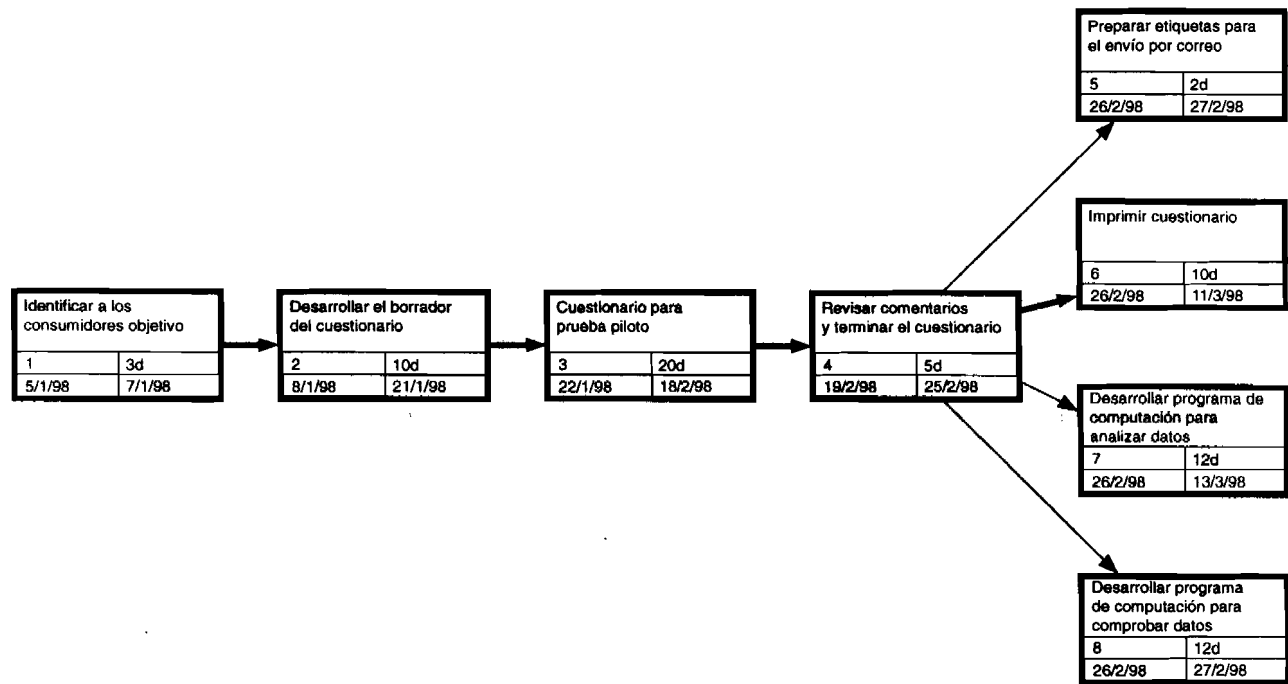 Preparar etiquetas para
el envío por correo
5 2d
26/2/98 27/2/98
Imprimir cuestionario
6 10d
26/2/98 11/3/98
Identificar a los
consumidores objetivo
1 3d
5/1/98 7/1/98
Desarrollar el borrador
del cuestionario
2 10d
8/1/98 21/1/98
Cuestionario para
prueba piloto
3 20d
22/1/98 18/2/98
Revisar comentarios
y terminar el cuestionario
4 5d
19/2/98 25/2/98
Desarrollar programa de
computación para
analizar datos
7 12d
26/2/98 13/3/98
Desarrollar programa
de computación para
comprobar datos
8 12d
26/2/98 27/2/98